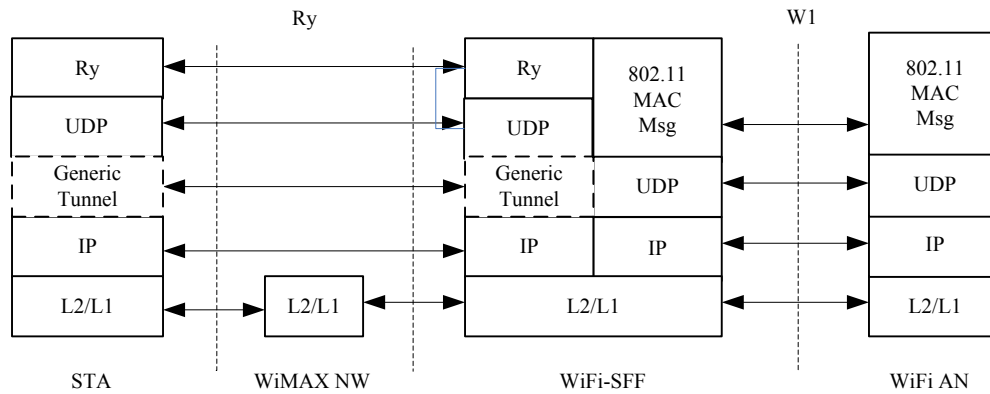 Ry
W1
Ry
UDP
Generic
Tunnel
IP
L2/L1
L2/L1
Ry
UDP
Generic
Tunnel
IP
802.11
MAC
Msg
UDP
IP
L2/L1
802.11
MAC
Msg
UDP
IP
L2/L1
STA
WiMAX NW
WiFi-SFF
WiFi AN